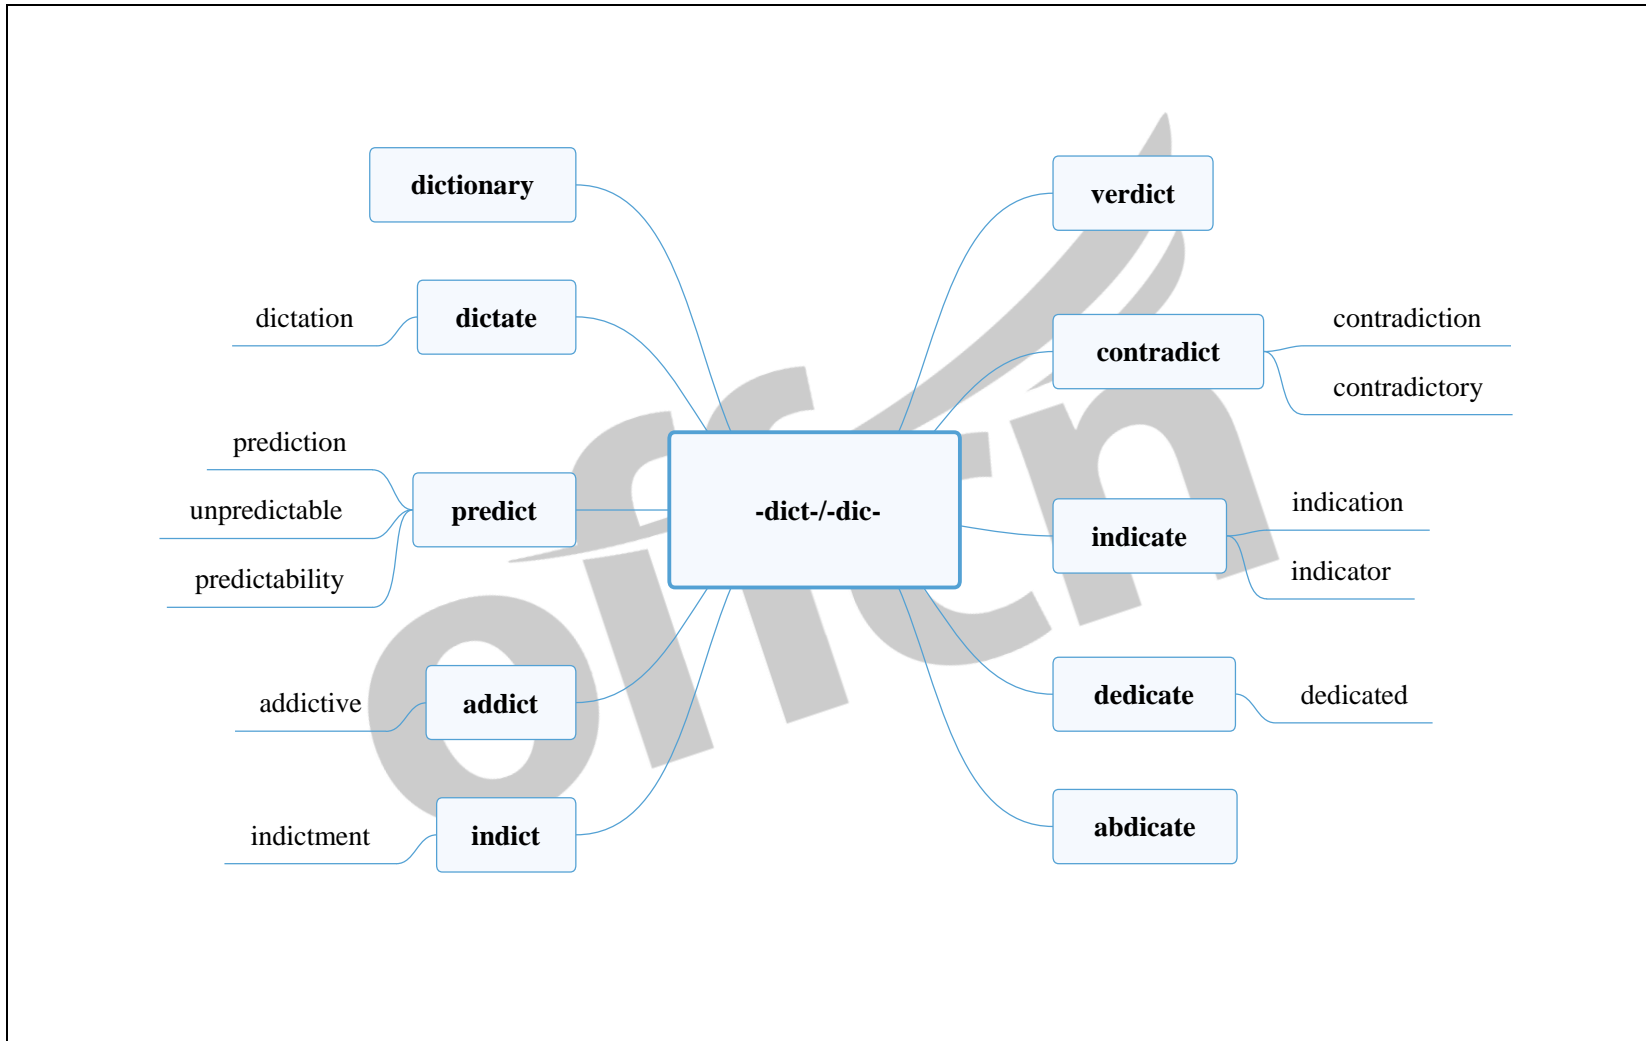 dictionary
dictation
dictate
prediction
unpredictable
predictability
predict
addictive
addict
indictment
indict
-dict-/-dic-
verdict
contradict
contradiction
contradictory
indicate
indication
indicator
dedicate
dedicated
abdicate
offcn